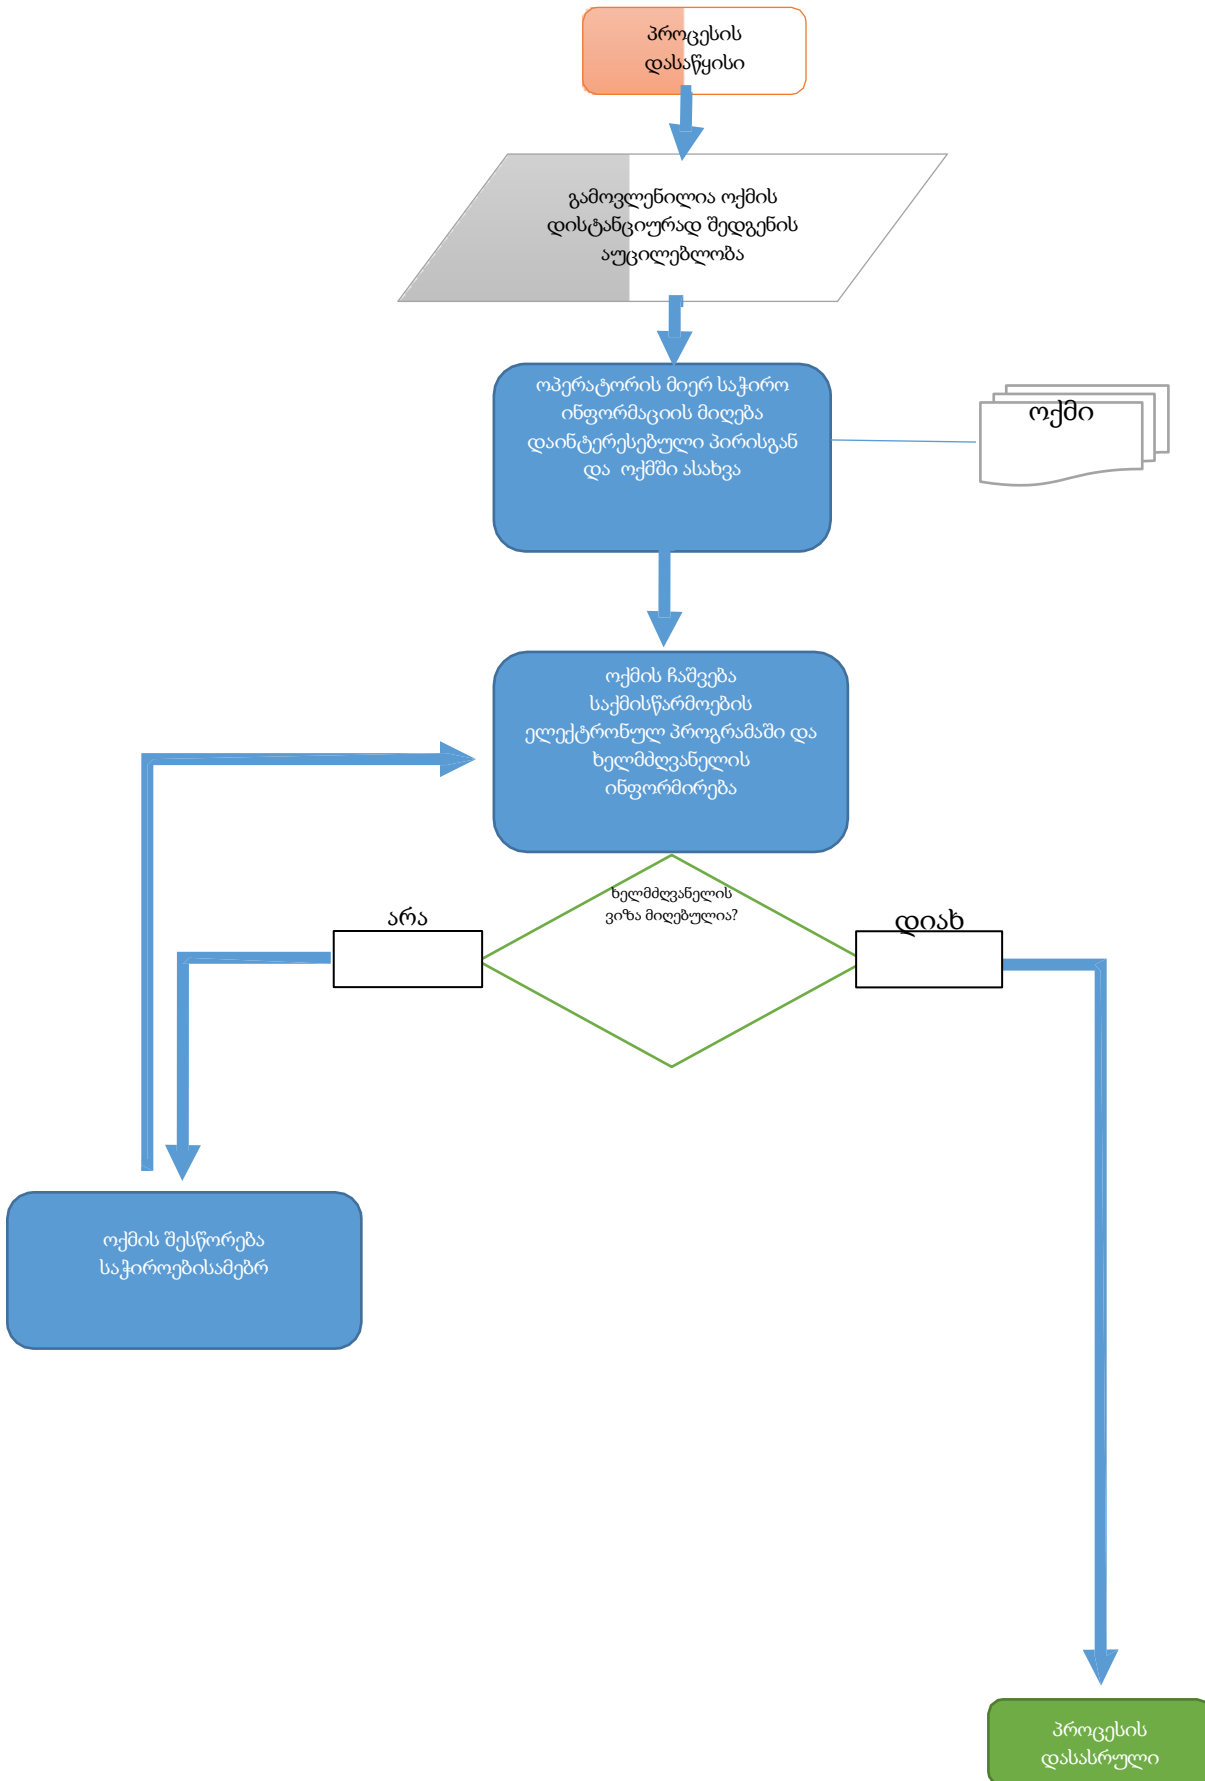 პროცესის
დასაწყისი
გამოვლენილია ოქმის
დისტანციურად შედგენის
აუცილებლობა
ოპერატორის მიერ საჭირო
ინფორმაციის მიღება
დაინტერესებული პირისგან
და ოქმში ასახვა
ოქმი
ოქმის ჩაშვება
საქმისწარმოების
ელექტრონულ პროგრამაში და
ხელმძღვანელის
ინფორმირება
ხელმძღვანელის
ვიზა მიღებულია?
არა
დიახ
ოქმის შესწორება
საჭიროებისამებრ
პროცესის
დასასრული